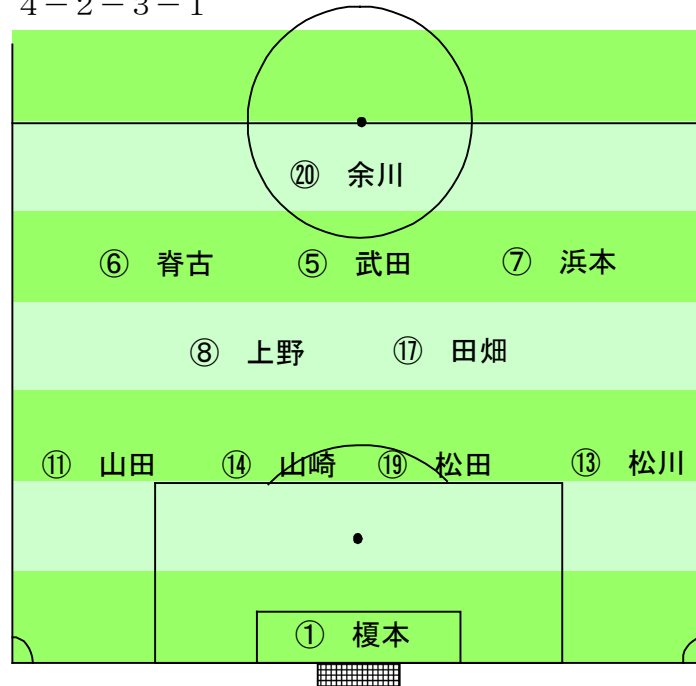 ４－２－３－１
⑳ 余川
⑥ 脊古 ⑤ 武田 ⑦ 浜本
⑧ 上野 ⑰ 田畑
⑪ 山田 ⑭ 山崎 ⑲ 松田 ⑬ 松川
① 榎本